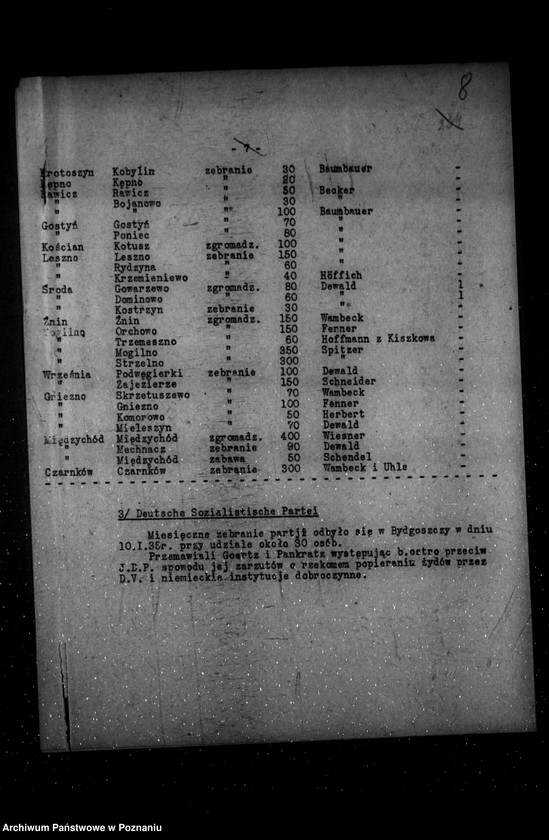 8
- 7 -
Krotoszyn Kobylin zebranie 30 Baumbauer -
Kępno Kępno " 20 -
Rawicz Rawicz " 50 Becker -
" Bojanowo " 30 " -
" " " 100 Baumbauer -
Gostyń Gostyń " 70 " -
" Poniec " 80 " -
Kościan Kotusz zgromadz. 100 " -
Leszno Leszno zebranie 150 " -
" Rydzyna " 60 " -
" Krzemieniewo " 40 Höffich -
Środa Gowarzewo zgromadz. 80 Dewald 1
" Dominowo " 60 " 1
" Kostrzyn zebranie 30 " -
Żnin Żnin zgromadz. 150 Wambeck -
Mogilno Orchowo " 150 Ferner -
" Trzemeszno " 60 Hoffmann z Kiszkowa -
" Mogilno " 350 Spitzer -
" Strzelno " 300 " -
Września Podwęgierki zebranie 100 Dewald -
" Zajezierze " 150 Schneider -
Gniezno Skrzetuszewo " 70 Wambeck -
" Gniezno " 100 Fenner -
" Komorowo " 50 Herbert -
" Mieleszyn " 70 Dewald -
Międzychód Międzychód zgromadz. 400 Wiesner -
" Mechnacz zebranie 90 Dewald -
" Międzychód zabawa 50 Schendel -
Czarnków Czarnków zebranie 300 Wambeck i Uhle -
3/ Deutsche Sozialistische Partei
Miesięczne zebranie partji odbyło się w Bydgoszczy w dniu
10.I.35r. przy udziale około 30 osób.
Przemawiali Goertz i Pankratz występując b.ostro przeciw
J.D.P. spowodu jej zarzutów o rzekomem popieraniu żydów przez
D.V. i niemieckie instytucje dobroczynne.
Archiwum Państwowe w Poznaniu